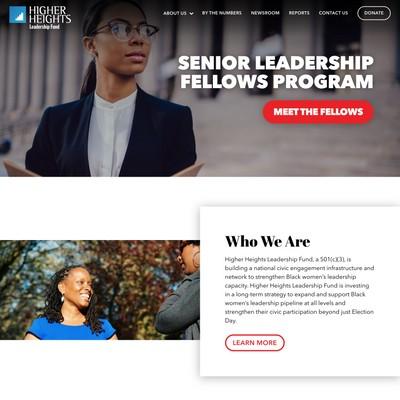 HIGHER
HEIGHTS
Leadership Fund
ABOUT US
BY THE NUMBERS
NEWSROOM
REPORTS
CONTACT US
DONATE
SENIOR LEADERSHIP
FELLOWS PROGRAM
MEET THE FELLOWS
Who We Are
Higher Heights Leadership Fund, a 501(c)(3), is
building a national civic engagement infrastructure and
network to strengthen Black women's leadership
capacity. Higher Heights Leadership Fund is investing
in a long-term strategy to expand and support Black
women's leadership pipeline at all levels and
strengthen their civic participation beyond just Election
Day.
LEARN MORE